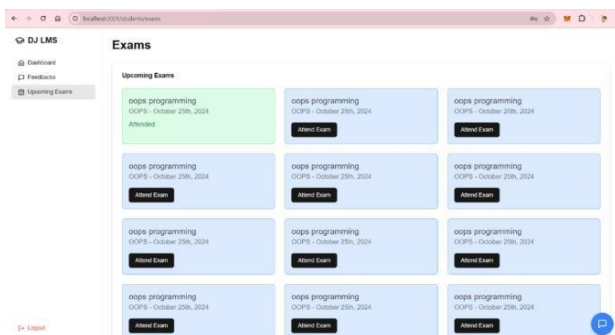 localhost:3001/students/exams
DJ LMS
Dashboard
Feedbacks
Upcoming Exams
Logout
Exams
Upcoming Exams
oops programming
OOPS - October 25th, 2024
Attended
oops programming
OOPS - October 25th, 2024
Attend Exam
oops programming
OOPS - October 25th, 2024
Attend Exam
oops programming
OOPS - October 25th, 2024
Attend Exam
oops programming
OOPS - October 25th, 2024
Attend Exam
oops programming
OOPS - October 25th, 2024
Attend Exam
oops programming
OOPS - October 25th, 2024
Attend Exam
oops programming
OOPS - October 25th, 2024
Attend Exam
oops programming
OOPS - October 25th, 2024
Attend Exam
oops programming
OOPS - October 25th, 2024
Attend Exam
oops programming
OOPS - October 25th, 2024
Attend Exam
oops programming
OOPS - October 25th, 2024
Attend Exam